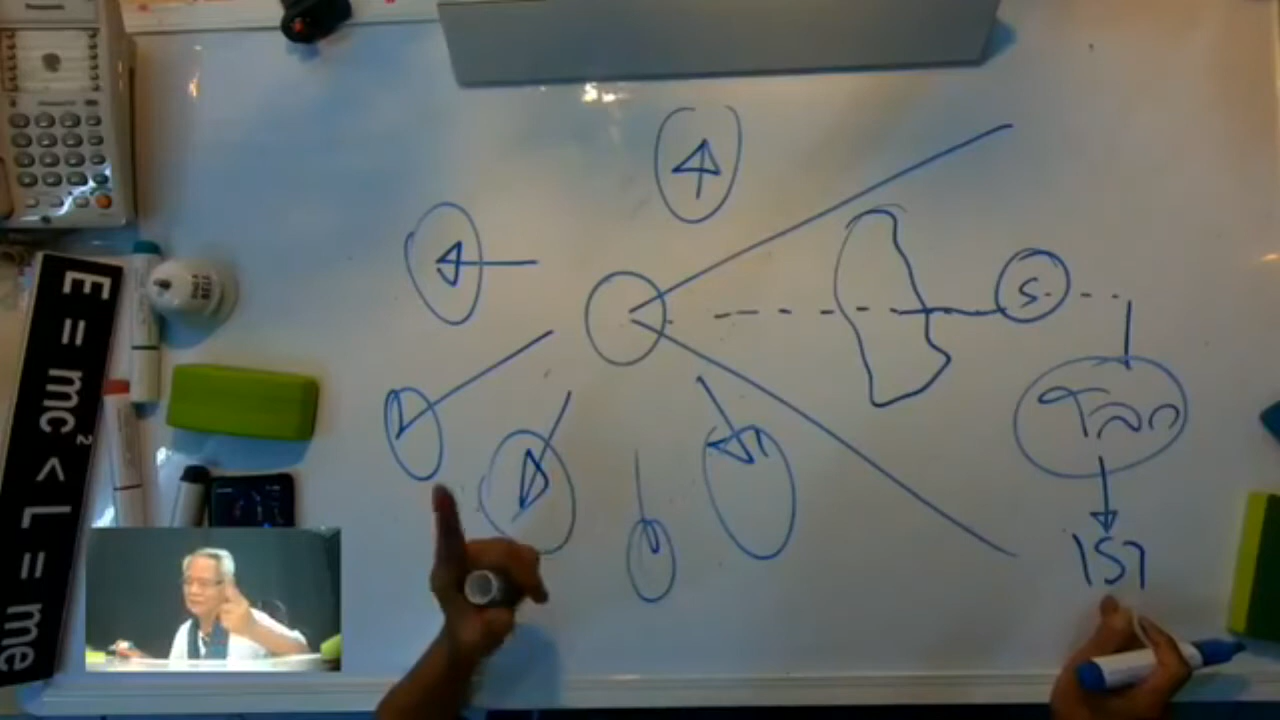 E = mc² < L = me
S
โลก
เรา